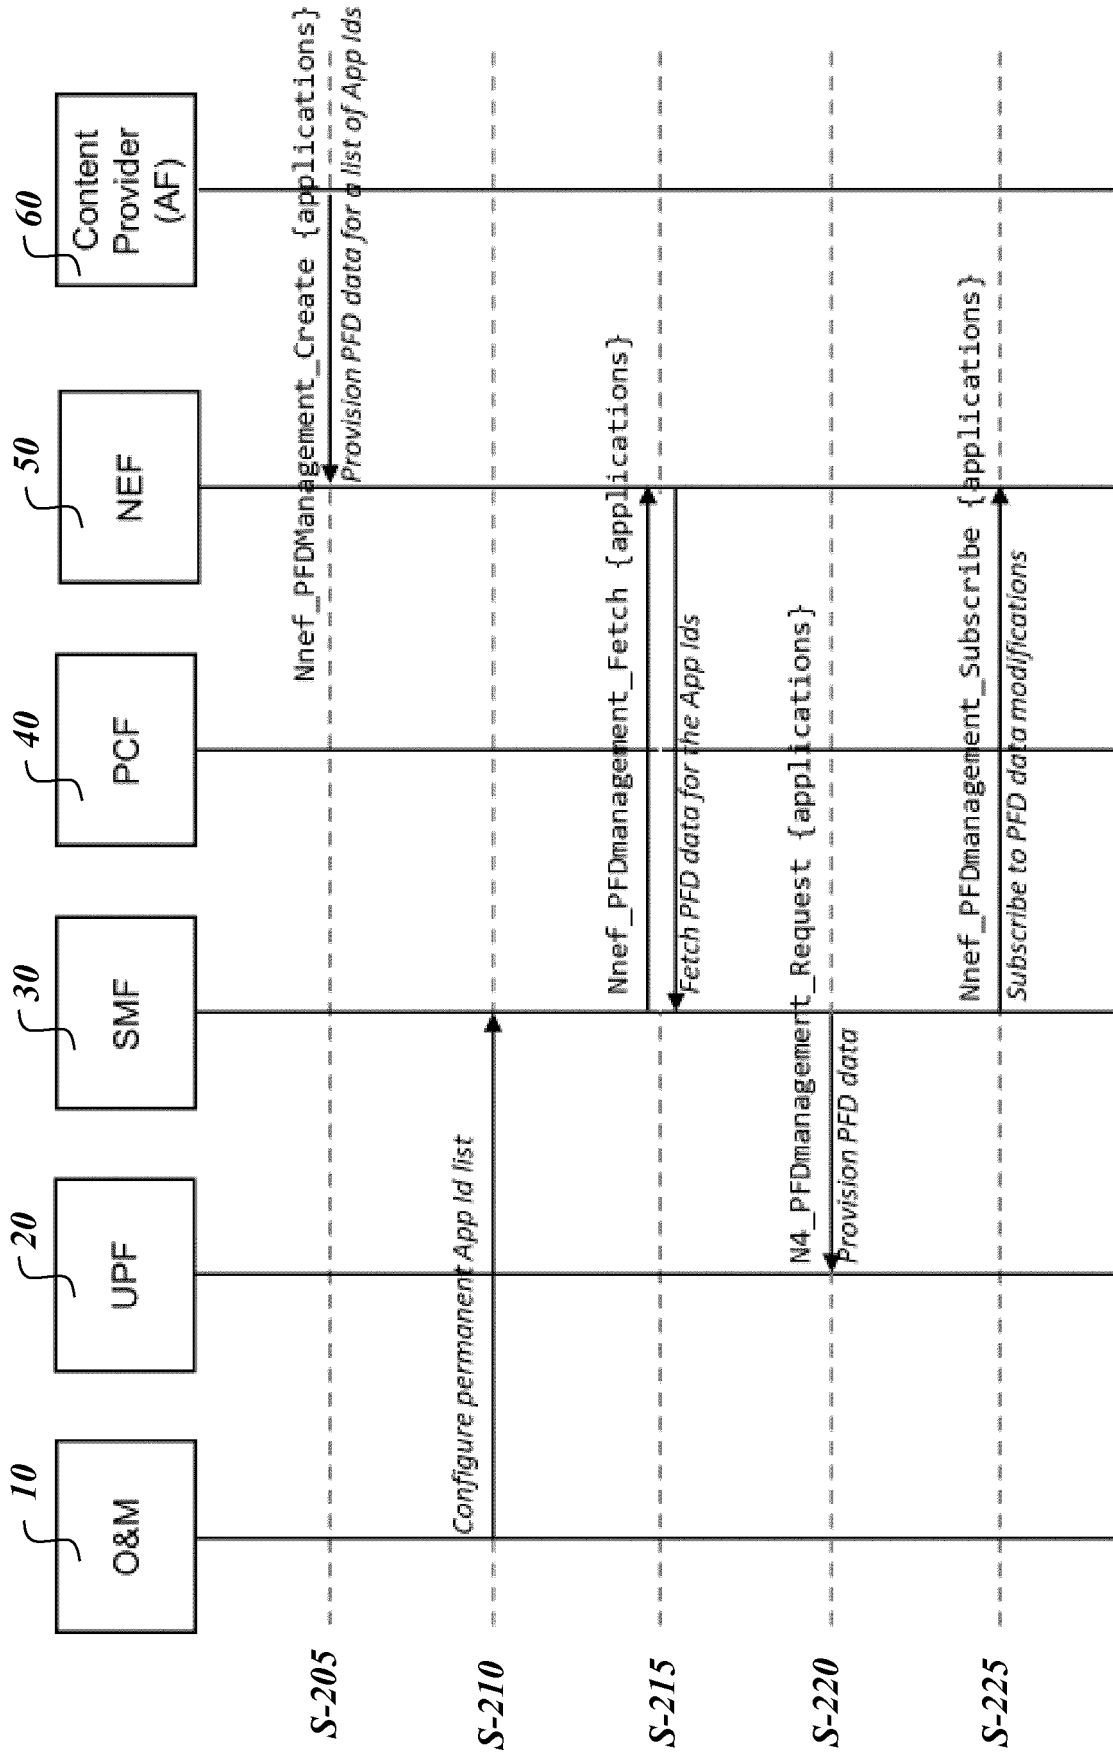 10
20
30
40
50
60
O&M
UPF
SMF
PCF
NEF
Content
Provider
(AF)
S-205
Nnef_PFDManagement_Create {applications}
Provision PFD data for a list of App Ids
S-210
Configure permanent App Id list
S-215
Nnef_PFDmanagement_Fetch {applications}
Fetch PFD data for the App Ids
S-220
N4_PFDmanagement_Request {applications}
Provision PFD data
S-225
Nnef_PFDmanagement_Subscribe {applications}
Subscribe to PFD data modifications